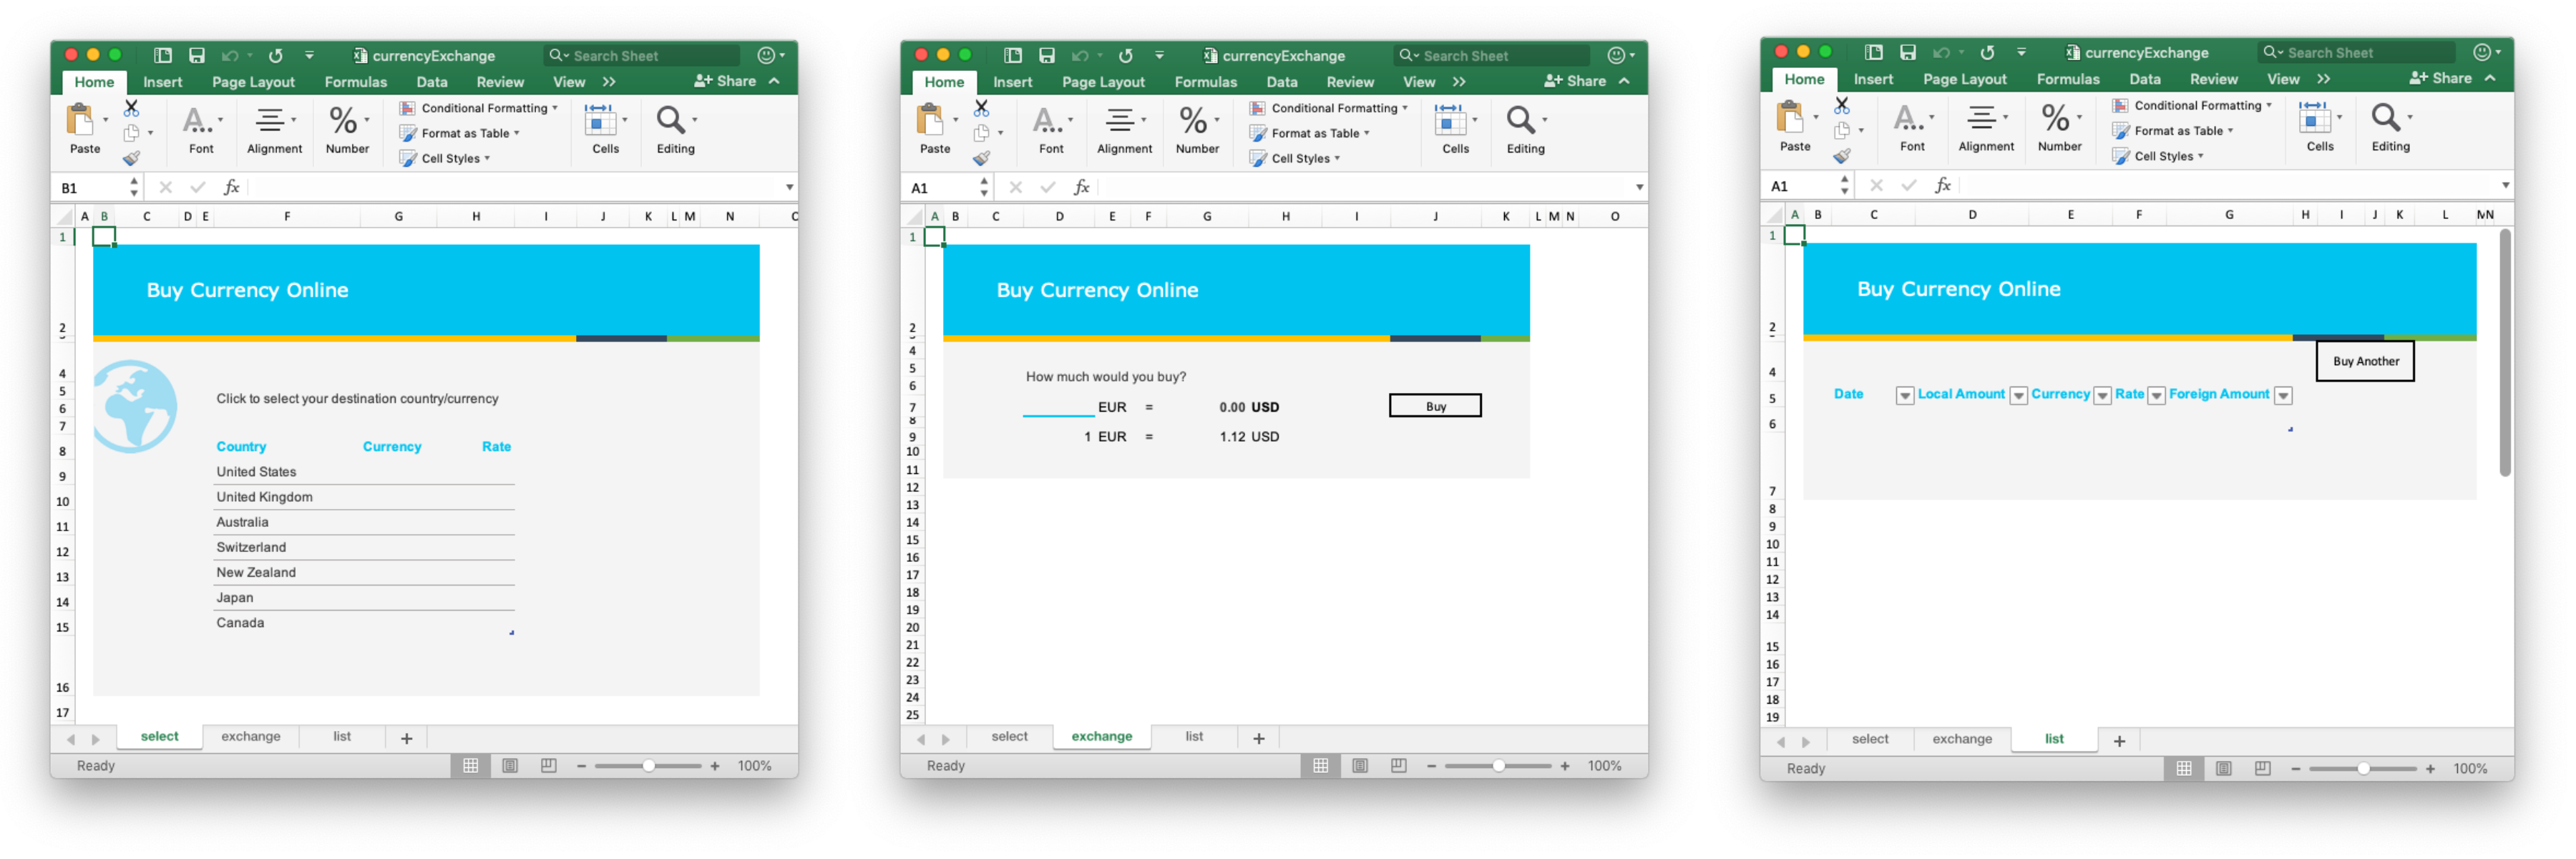 currencyExchange
Search Sheet
Home Insert Page Layout Formulas Data Review View >> Share
Paste
Font
Alignment
%
Number
Conditional Formatting
Format as Table
Cell Styles
Cells
Editing
B1
fx
A B C D E F G H I J K L M N
1
2
4
5
6
7
8
9
10
11
12
13
14
15
16
17
Buy Currency Online
Click to select your destination country/currency
Country Currency Rate
United States
United Kingdom
Australia
Switzerland
New Zealand
Japan
Canada
select exchange list +
Ready
- + 100%
currencyExchange
Search Sheet
Home Insert Page Layout Formulas Data Review View >> Share
Paste
Font
Alignment
%
Number
Conditional Formatting
Format as Table
Cell Styles
Cells
Editing
A1
fx
A B C D E F G H I J K L M N O
1
2
4
5
6
7
8
9
10
11
12
13
14
15
16
17
18
19
20
21
22
23
24
25
Buy Currency Online
How much would you buy?
EUR = 0.00 USD
Buy
1 EUR = 1.12 USD
select exchange list +
Ready
- + 100%
currencyExchange
Search Sheet
Home Insert Page Layout Formulas Data Review View >> Share
Paste
Font
Alignment
%
Number
Conditional Formatting
Format as Table
Cell Styles
Cells
Editing
A1
fx
A B C D E F G H I J K L M N
1
2
4
5
6
7
8
9
10
11
12
13
14
15
16
17
18
19
Buy Currency Online
Buy Another
Date Local Amount Currency Rate Foreign Amount
select exchange list +
Ready
- + 100%